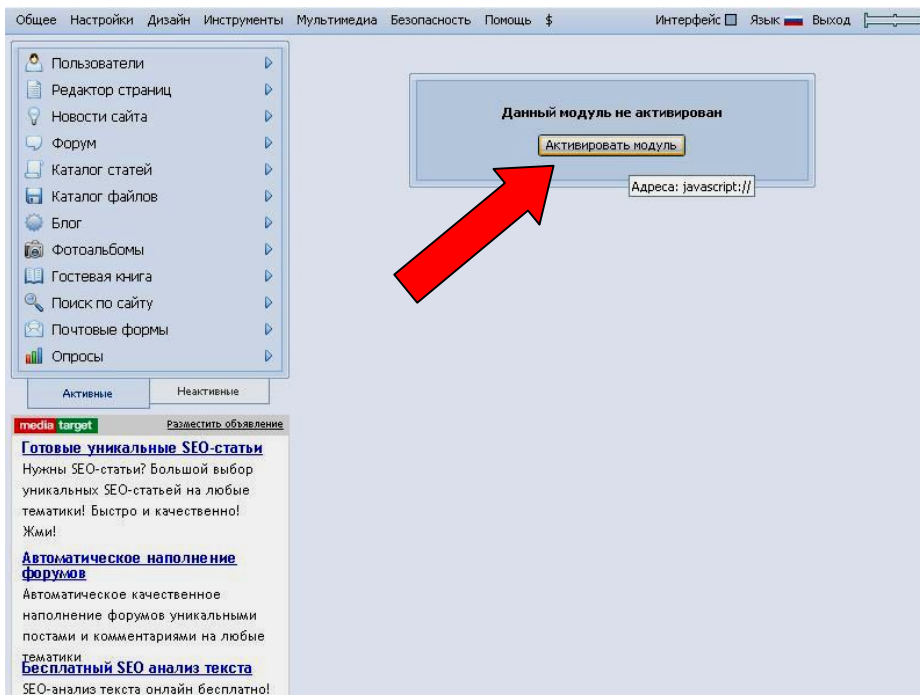 Общее Настройки Дизайн Инструменты Мультимедиа Безопасность Помощь $ Интерфейс Язык Выход
Пользователи
Редактор страниц
Новости сайта
Форум
Каталог статей
Каталог файлов
Блог
Фотоальбомы
Гостевая книга
Поиск по сайту
Почтовые формы
Опросы
Активные Неактивные
Данный модуль не активирован
Активировать модуль
Адреса: javascript://
media target Разместить объявление
Готовые уникальные SEO-статьи
Нужны SEO-статьи? Большой выбор
уникальных SEO-статьей на любые
тематики! Быстро и качественно!
Жми!
Автоматическое наполнение
форумов
Автоматическое качественное
наполнение форумов уникальными
постами и комментариями на любые
тематики
Бесплатный SEO анализ текста
SEO-анализ текста онлайн бесплатно!